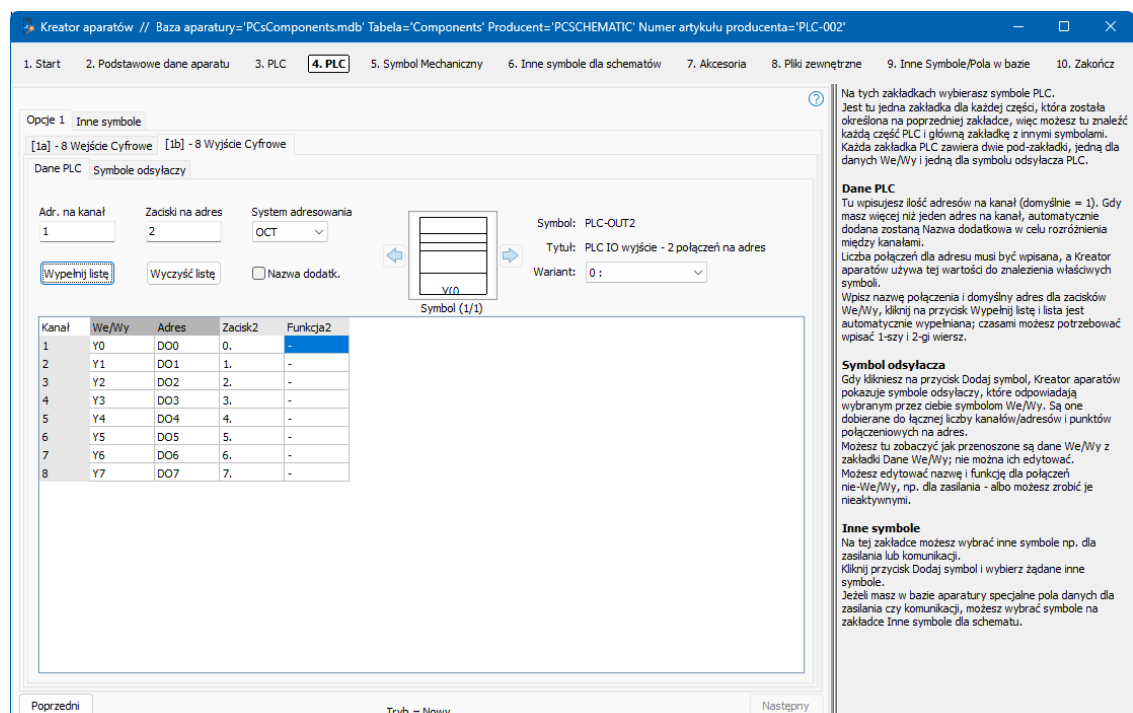 Kreator aparatów // Baza aparatury='PCsComponents.mdb' Tabela='Components' Producent='PCSCHEMATIC' Numer artykułu producenta='PLC-002'
1. Start 2. Podstawowe dane aparatu 3. PLC 4. PLC 5. Symbol Mechaniczny 6. Inne symbole dla schematów 7. Akcesoria 8. Pliki zewnętrzne 9. Inne Symbole/Pola w bazie 10. Zakończ
Opcje 1 Inne symbole
[1a] - 8 Wejście Cyfrowe [1b] - 8 Wyjście Cyfrowe
Dane PLC Symbole odsyłaczy
Adr. na kanał Zaciski na adres System adresowania
1 2 OCT
Wypełnij listę Wyczyść listę Nazwa dodatk.
Y(0
Symbol (1/1)
Symbol: PLC-OUT2
Tytuł: PLC IO wyjście - 2 połączeń na adres
Wariant: 0 :
Kanał We/Wy Adres Zacisk2 Funkcja2
1 Y0 DO0 0. -
2 Y1 DO1 1. -
3 Y2 DO2 2. -
4 Y3 DO3 3. -
5 Y4 DO4 4. -
6 Y5 DO5 5. -
7 Y6 DO6 6. -
8 Y7 DO7 7. -
Poprzedni Tryb = Nowy Następny
Na tych zakładkach wybierasz symbole PLC.
Jest tu jedna zakładka dla każdej części, która została
określona na poprzedniej zakładce, więc możesz tu znaleźć
każdą część PLC i główną zakładkę z innymi symbolami.
Każda zakładka PLC zawiera dwie pod-zakładki, jedną dla
danych We/Wy i jedną dla symbolu odsyłacza PLC.
Dane PLC
Tu wpisujesz ilość adresów na kanał (domyślnie = 1). Gdy
masz więcej niż jeden adres na kanał, automatycznie
dodana zostaną Nazwa dodatkowa w celu rozróżnienia
między kanałami.
Liczba połączeń dla adresu musi być wpisana, a Kreator
aparatów używa tej wartości do znalezienia właściwych
symboli.
Wpisz nazwę połączenia i domyślny adres dla zacisków
We/Wy, kliknij na przycisk Wypełnij listę i lista jest
automatycznie wypełniana; czasami możesz potrzebować
wpisać 1-szy i 2-gi wiersz.
Symbol odsyłacza
Gdy klikniesz na przycisk Dodaj symbol, Kreator aparatów
pokazuje symbole odsyłaczy, które odpowiadają
wybranym przez ciebie symbolom We/Wy. Są one
dobierane do łącznej liczby kanałów/adresów i punktów
połączeniowych na adres.
Możesz tu zobaczyć jak przenoszone są dane We/Wy z
zakładki Dane We/Wy; nie można ich edytować.
Możesz edytować nazwę i funkcję dla połączeń
nie-We/Wy, np. dla zasilania - albo możesz zrobić je
nieaktywnymi.
Inne symbole
Na tej zakładce możesz wybrać inne symbole np. dla
zasilania lub komunikacji.
Kliknij przycisk Dodaj symbol i wybierz żądane inne
symbole.
Jeżeli masz w bazie aparatury specjalne pola danych dla
zasilania czy komunikacji, możesz wybrać symbole na
zakładce Inne symbole dla schematu.